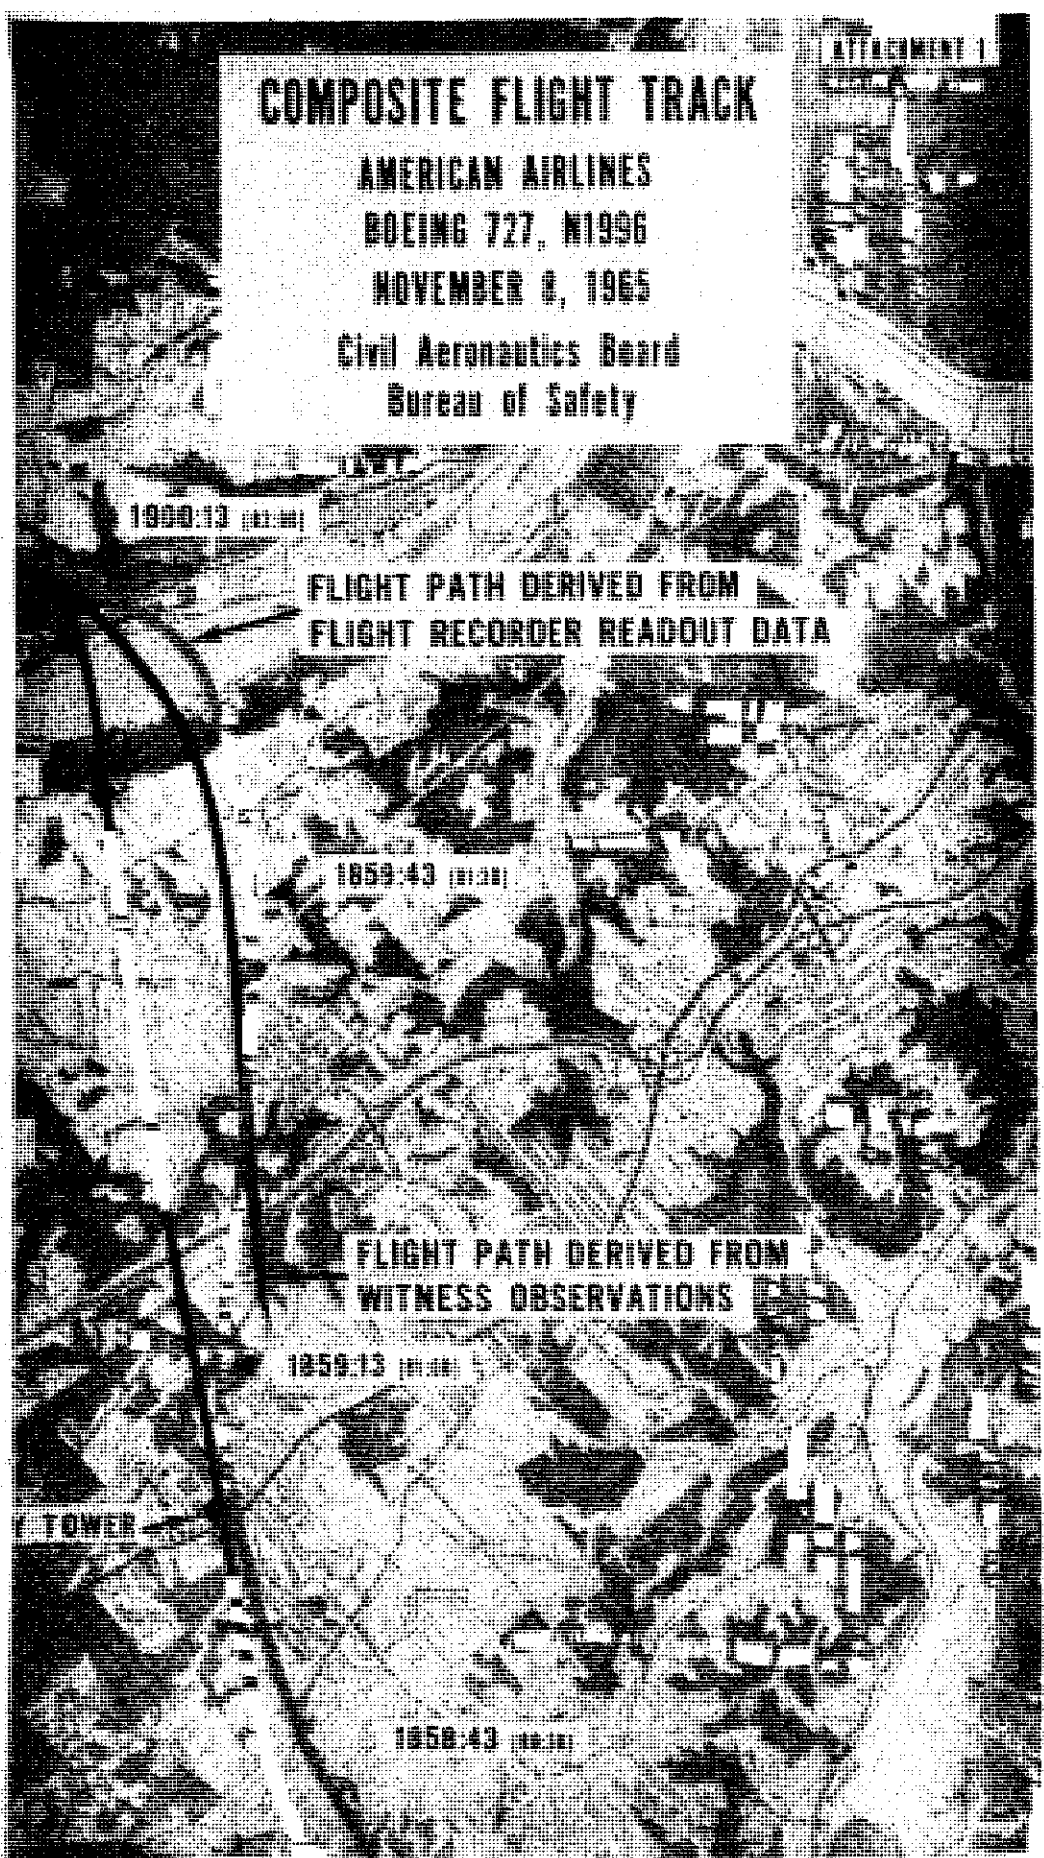 ATTACHMENT 1
COMPOSITE FLIGHT TRACK
AMERICAN AIRLINES
BOEING 727, N1996
NOVEMBER 8, 1965
Civil Aeronautics Board
Bureau of Safety
1900:13
FLIGHT PATH DERIVED FROM
FLIGHT RECORDER READOUT DATA
1859:43
FLIGHT PATH DERIVED FROM
WITNESS OBSERVATIONS
1859:13
Y TOWER
1858:43